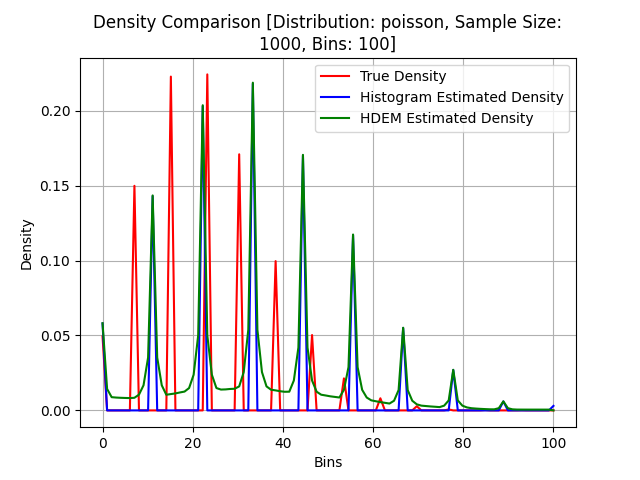 Density Comparison [Distribution: poisson, Sample Size:
1000, Bins: 100]
True Density
Histogram Estimated Density
HDEM Estimated Density
Density
0.20
0.15
0.10
0.05
0.00
0 20 40 60 80 100
Bins